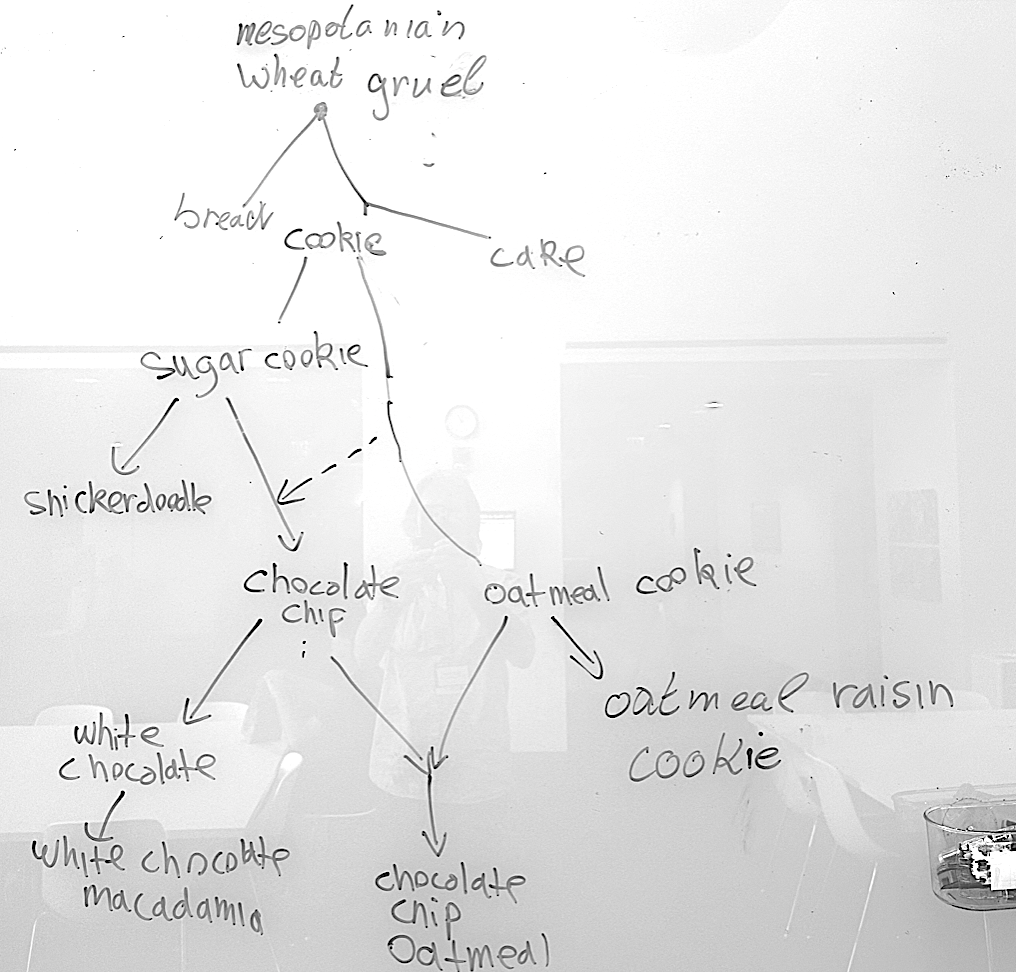 mesopotanian
wheat gruel
bread
cookie
cake
sugar cookie
shickerdoodle
chocolate
chip
oatmeal cookie
oatmeal raisin
cookie
white
chocolate
white chocolate
macadamia
chocolate
chip
oatmeal